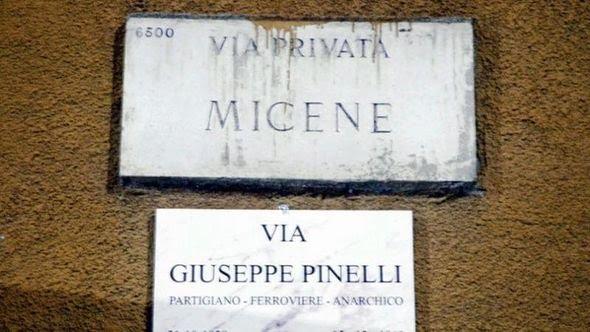 6500
VIA PRIVATA
MICENE
VIA
GIUSEPPE PINELLI
PARTIGIANO - FERROVIERE - ANARCHICO